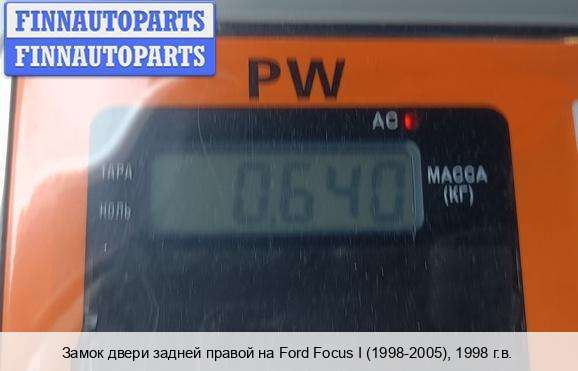 FINNAUTOPARTS
FINNAUTOPARTS
PW
AC
ТАРА
0.640
МАССА
(КГ)
НОЛЬ
Замок двери задней правой на Ford Focus I (1998-2005), 1998 г.в.